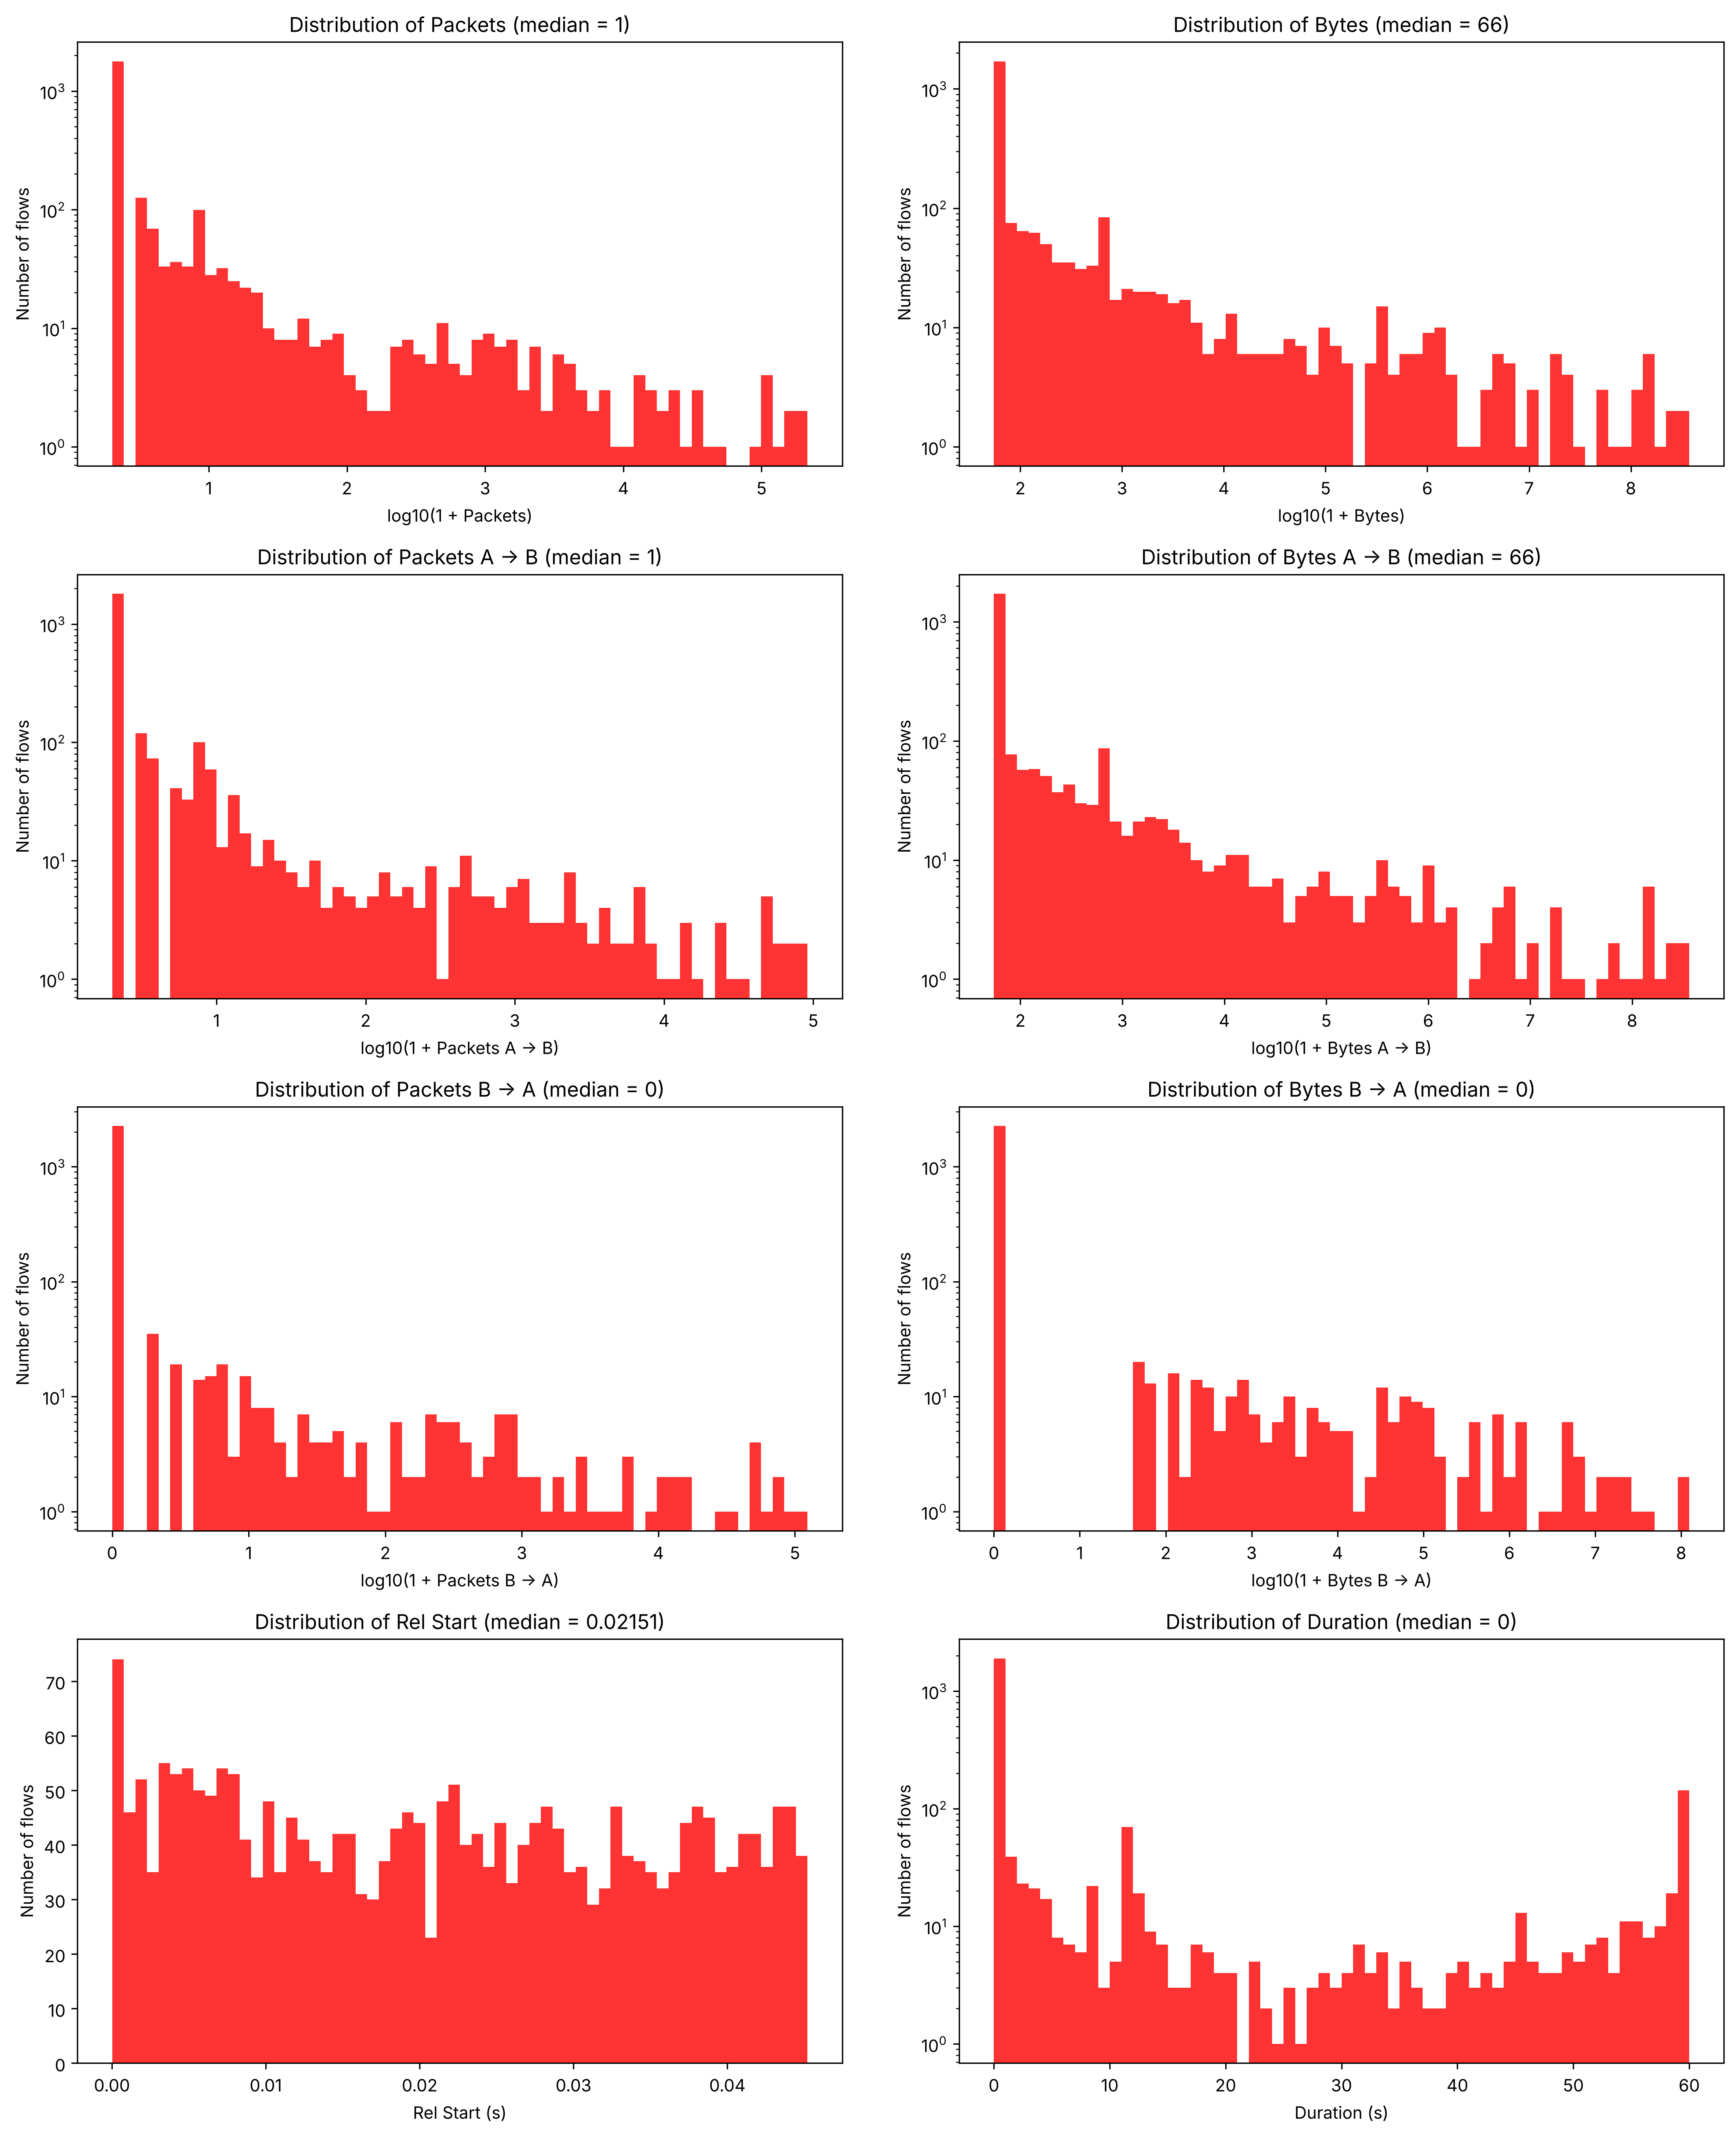 Distribution of Packets (median = 1)
Number of flows
10³
10²
10¹
10⁰
1 2 3 4 5
log10(1 + Packets)
Distribution of Bytes (median = 66)
Number of flows
10³
10²
10¹
10⁰
2 3 4 5 6 7 8
log10(1 + Bytes)
Distribution of Packets A → B (median = 1)
Number of flows
10³
10²
10¹
10⁰
1 2 3 4 5
log10(1 + Packets A → B)
Distribution of Bytes A → B (median = 66)
Number of flows
10³
10²
10¹
10⁰
2 3 4 5 6 7 8
log10(1 + Bytes A → B)
Distribution of Packets B → A (median = 0)
Number of flows
10³
10²
10¹
10⁰
0 1 2 3 4 5
log10(1 + Packets B → A)
Distribution of Bytes B → A (median = 0)
Number of flows
10³
10²
10¹
10⁰
0 1 2 3 4 5 6 7 8
log10(1 + Bytes B → A)
Distribution of Rel Start (median = 0.02151)
Number of flows
70
60
50
40
30
20
10
0
0.00 0.01 0.02 0.03 0.04
Rel Start (s)
Distribution of Duration (median = 0)
Number of flows
10³
10²
10¹
10⁰
0 10 20 30 40 50 60
Duration (s)